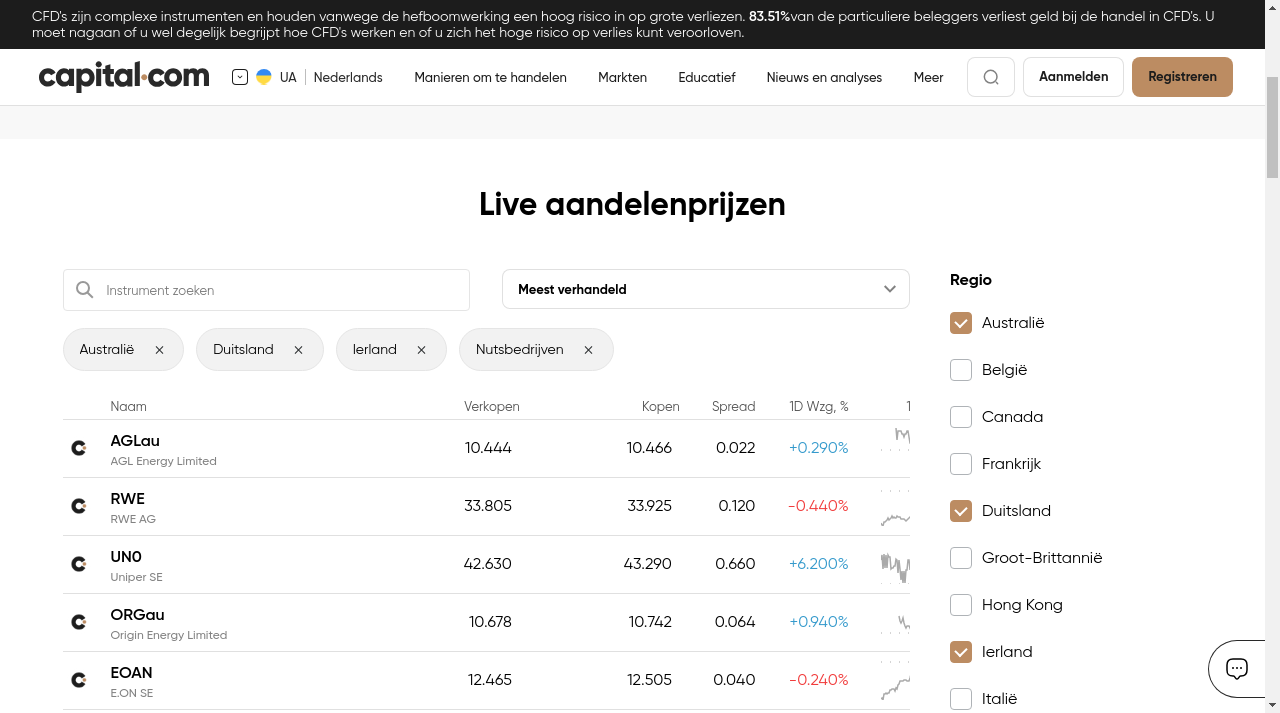 CFD's zijn complexe instrumenten en houden vanwege de hefboomwerking een hoog risico in op grote verliezen. 83.51%van de particuliere beleggers verliest geld bij de handel in CFD's. U
moet nagaan of u wel degelijk begrijpt hoe CFD's werken en of u zich het hoge risico op verlies kunt veroorloven.
capital.com UA Nederlands Manieren om te handelen Markten Educatief Nieuws en analyses Meer Aanmelden Registreren
Live aandelenprijzen
Instrument zoeken
Meest verhandeld
Australië Duitsland Ierland Nutsbedrijven
Naam Verkopen Kopen Spread 1D Wzg, % 1
AGLau 10.444 10.466 0.022 +0.290%
AGL Energy Limited
RWE 33.805 33.925 0.120 -0.440%
RWE AG
UN0 42.630 43.290 0.660 +6.200%
Uniper SE
ORGau 10.678 10.742 0.064 +0.940%
Origin Energy Limited
EOAN 12.465 12.505 0.040 -0.240%
E.ON SE
Regio
Australië
België
Canada
Frankrijk
Duitsland
Groot-Brittannië
Hong Kong
Ierland
Italië